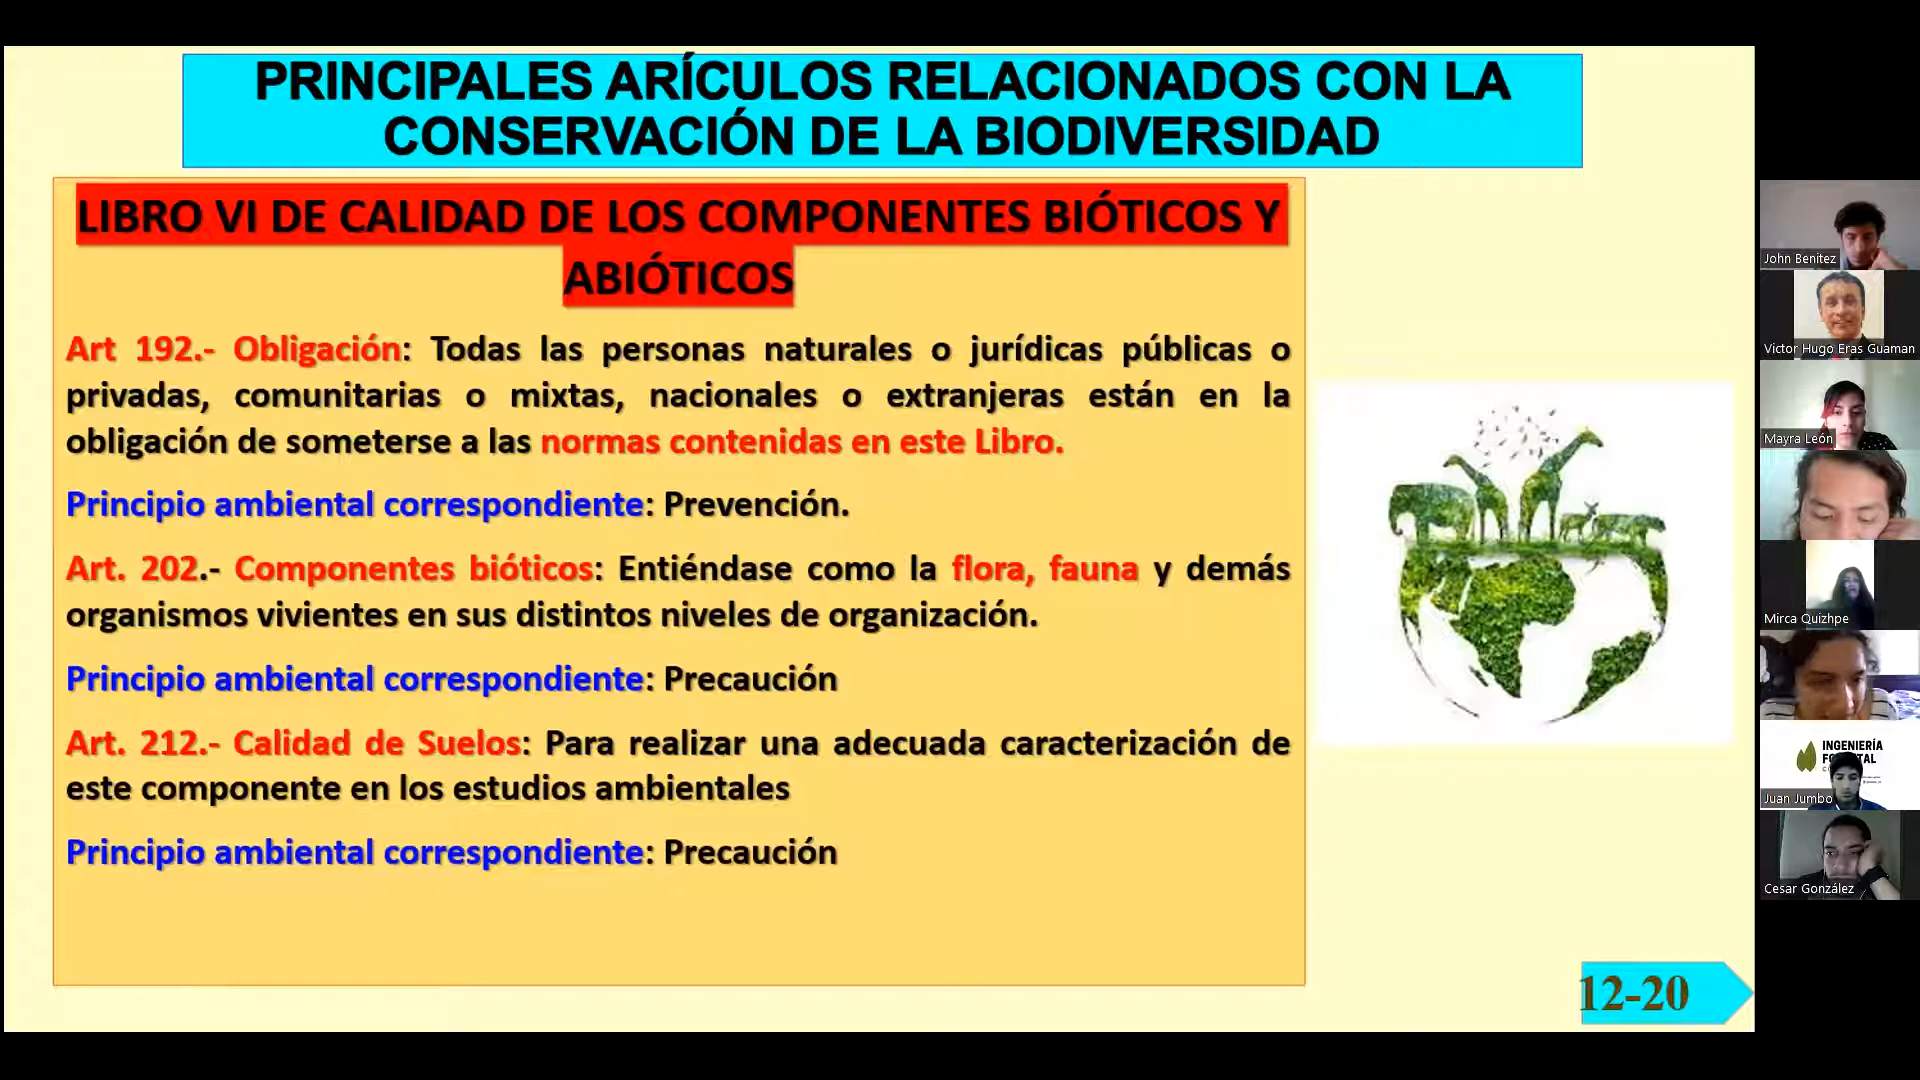 PRINCIPALES ARÍCULOS RELACIONADOS CON LA
CONSERVACIÓN DE LA BIODIVERSIDAD
LIBRO VI DE CALIDAD DE LOS COMPONENTES BIÓTICOS Y
ABIÓTICOS
Art 192.- Obligación: Todas las personas naturales o jurídicas públicas o
privadas, comunitarias o mixtas, nacionales o extranjeras están en la
obligación de someterse a las normas contenidas en este Libro.
Principio ambiental correspondiente: Prevención.
Art. 202.- Componentes bióticos: Entiéndase como la flora, fauna y demás
organismos vivientes en sus distintos niveles de organización.
Principio ambiental correspondiente: Precaución
Art. 212.- Calidad de Suelos: Para realizar una adecuada caracterización de
este componente en los estudios ambientales
Principio ambiental correspondiente: Precaución
12-20
John Benítez
Victor Hugo Eras Guaman
Mayra León
Mirca Quizhpe
INGENIERÍA
Juan Jumbo
Cesar González